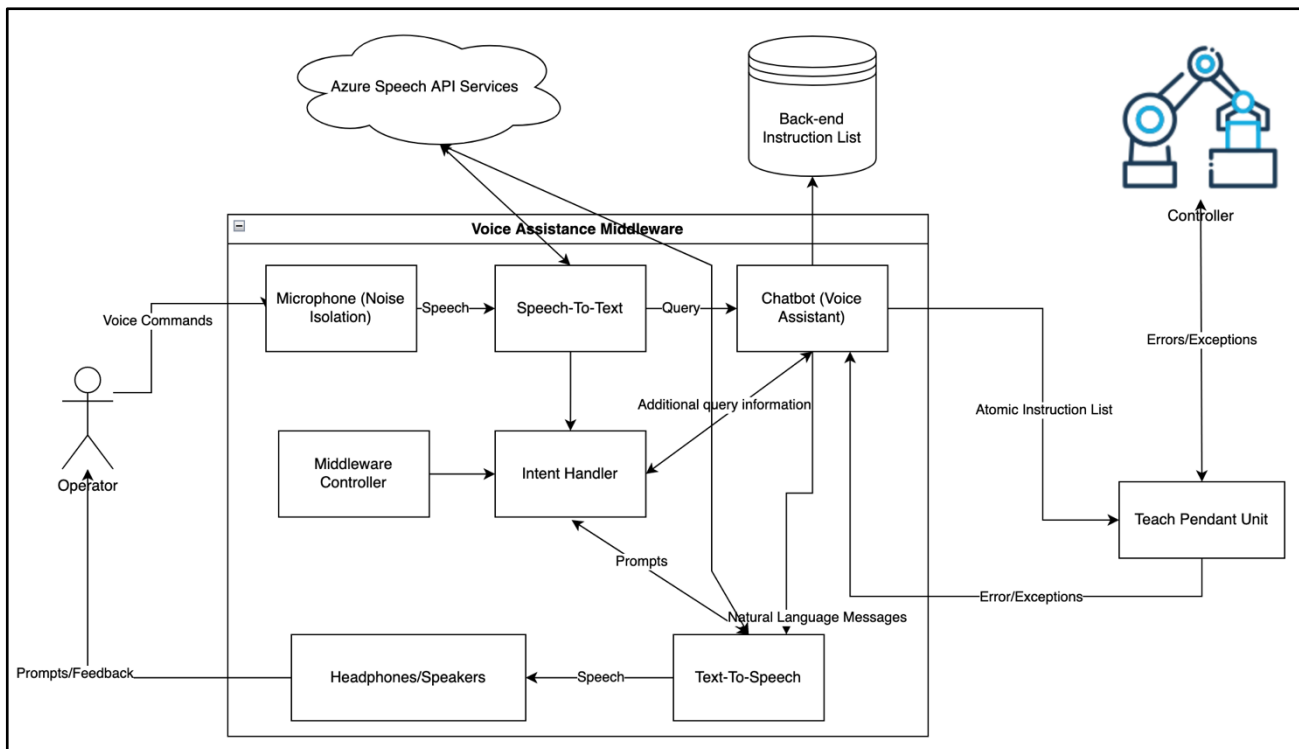 Azure Speech API Services
Back-end
Instruction List
Controller
Voice Assistance Middleware
Microphone (Noise
Isolation)
Speech
Speech-To-Text
Query
Chatbot (Voice
Assistant)
Voice Commands
Errors/Exceptions
Additional query information
Atomic Instruction List
Middleware
Controller
Intent Handler
Operator
Teach Pendant Unit
Prompts
Error/Exceptions
Natural Language Messages
Prompts/Feedback
Headphones/Speakers
Speech
Text-To-Speech